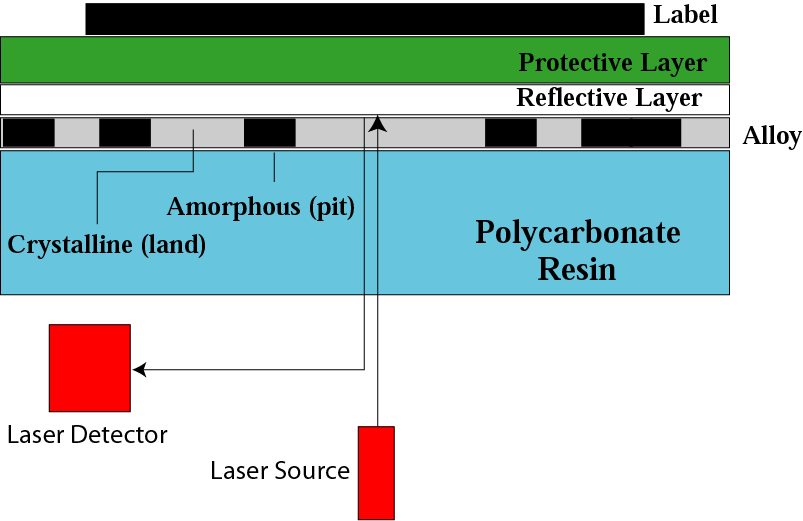 Label
Protective Layer
Reflective Layer
Alloy
Amorphous (pit)
Crystalline (land)
Polycarbonate
Resin
Laser Detector
Laser Source